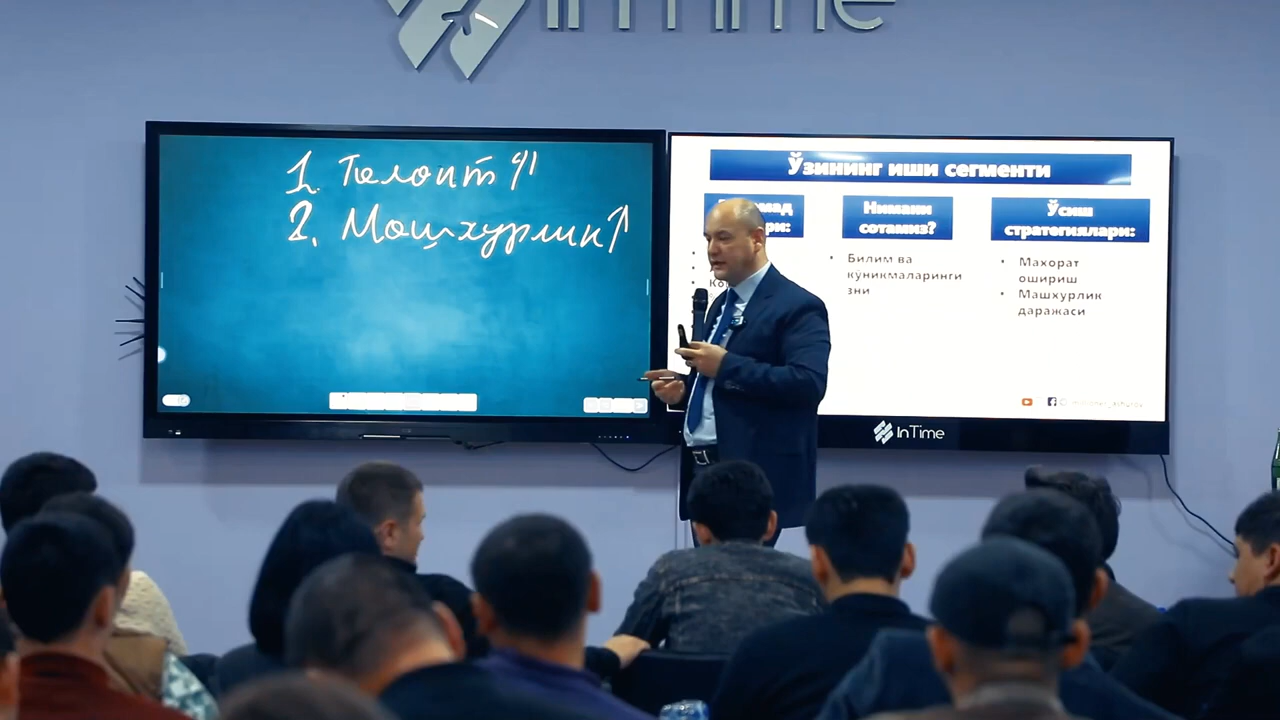 InTime
1. Талант
2. Машхурлик
Ўзининг иши сегменти
Нимани
сотамиз?
Ўсиш
стратегиялари:
• Билим ва
кўникмаларинги
зни
• Махорат
ошириш
• Машхурлик
даражаси
InTime